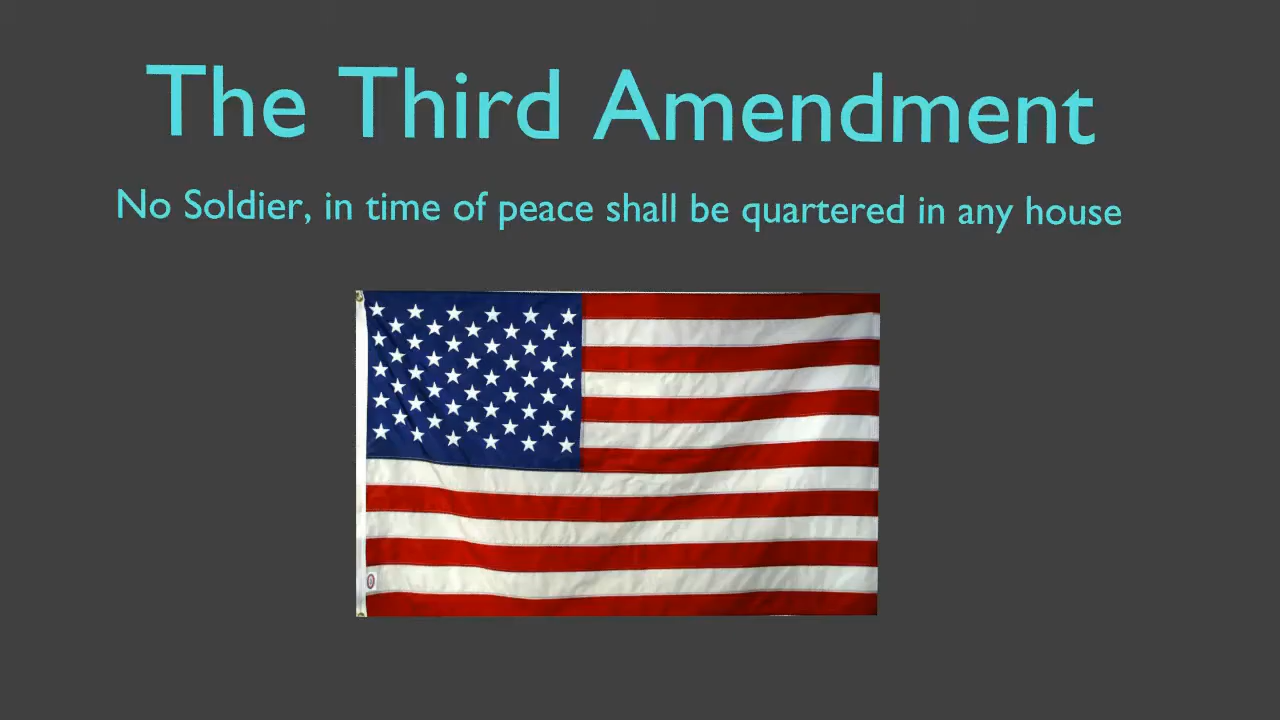 The Third Amendment
No Soldier, in time of peace shall be quartered in any house